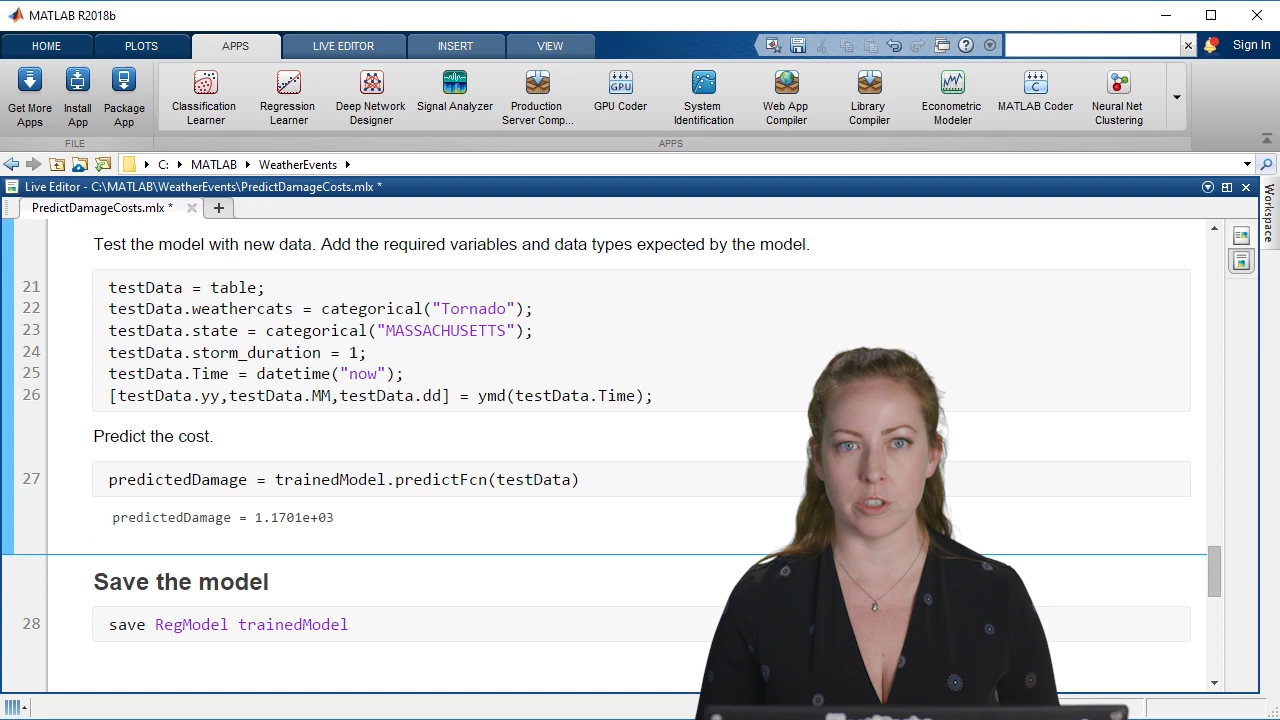 MATLAB R2018b
HOME PLOTS APPS LIVE EDITOR INSERT VIEW Sign In
Get More Apps
Install App
Package App
Classification Learner
Regression Learner
Deep Network Designer
Signal Analyzer
Production Server Comp...
GPU Coder
System Identification
Web App Compiler
Library Compiler
Econometric Modeler
MATLAB Coder
Neural Net Clustering
GPU
C
FILE APPS
C: MATLAB WeatherEvents
Live Editor - C:\MATLAB\WeatherEvents\PredictDamageCosts.mlx *
Workspace
PredictDamageCosts.mlx * +
Test the model with new data. Add the required variables and data types expected by the model.
21 testData = table;
22 testData.weathercats = categorical("Tornado");
23 testData.state = categorical("MASSACHUSETTS");
24 testData.storm_duration = 1;
25 testData.Time = datetime("now");
26 [testData.yy,testData.MM,testData.dd] = ymd(testData.Time);
Predict the cost.
27 predictedDamage = trainedModel.predictFcn(testData)
predictedDamage = 1.1701e+03
Save the model
28 save RegModel trainedModel